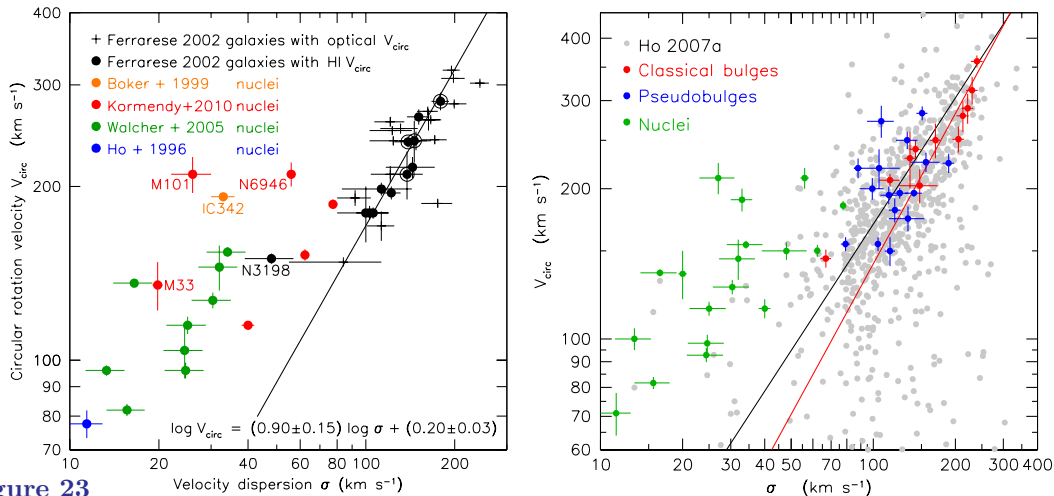 400
300
200
100
90
80
70
Circular rotation velocity V_circ (km s⁻¹)
+ Ferrarese 2002 galaxies with optical V_circ
● Ferrarese 2002 galaxies with HI V_circ
● Boker + 1999 nuclei
● Kormendy+2010 nuclei
● Walcher + 2005 nuclei
● Ho + 1996 nuclei
M101
N6946
IC342
N3198
M33
log V_circ = (0.90±0.15) log σ + (0.20±0.03)
10 20 30 40 60 80 100 200
Velocity dispersion σ (km s⁻¹)
400
300
200
100
90
80
70
60
V_circ (km s⁻¹)
● Ho 2007a
● Classical bulges
● Pseudobulges
● Nuclei
10 20 30 40 50 70 100 200 300 400
σ (km s⁻¹)
gure 23